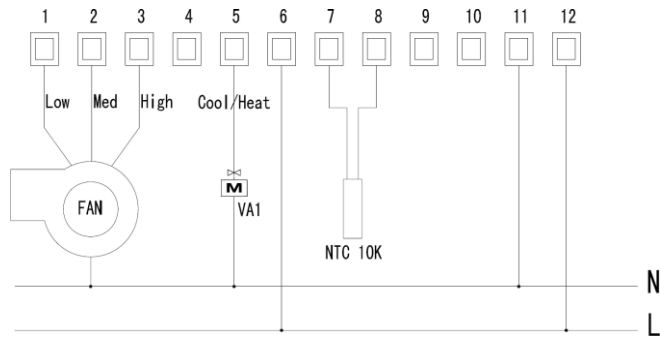 1 2 3 4 5 6 7 8 9 10 11 12
Low Med High Cool/Heat
FAN
M
VA1
NTC 10K
N
L